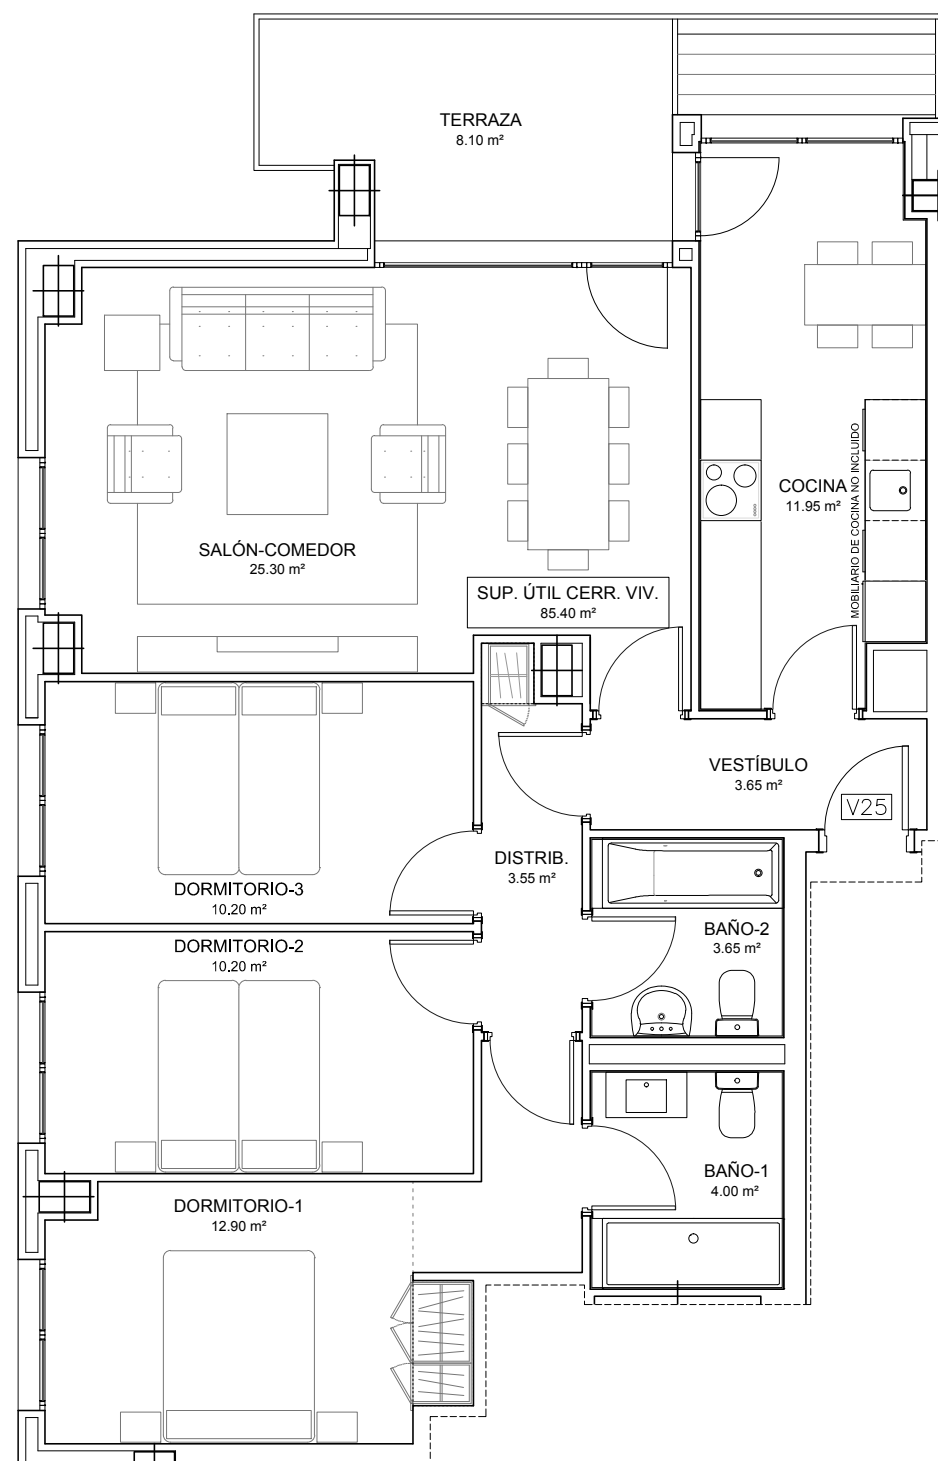 TERRAZA
8.10 m²
COCINA
11.95 m²
MOBILIARIO DE COCINA NO INCLUIDO
SALÓN-COMEDOR
25.30 m²
SUP. ÚTIL CERR. VIV.
85.40 m²
VESTÍBULO
3.65 m²
V25
DISTRIB.
3.55 m²
DORMITORIO-3
10.20 m²
BAÑO-2
3.65 m²
DORMITORIO-2
10.20 m²
BAÑO-1
4.00 m²
DORMITORIO-1
12.90 m²